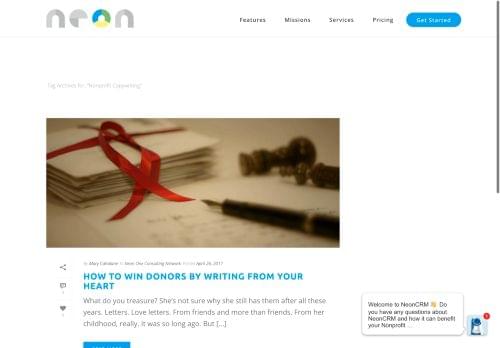 neon
Features Missions Services Pricing Get Started
Tag Archives for: "Nonprofit Copywriting"
By Mary Cahalane In Neon One Consulting Network Posted April 26, 2017
HOW TO WIN DONORS BY WRITING FROM YOUR
HEART
What do you treasure? She's not sure why she still has them after all these
years. Letters. Love letters. From friends and more than friends. From her
childhood, really, it was so long ago. But [...]
Welcome to NeonCRM 👋 Do
you have any questions about
NeonCRM and how it can benefit
your Nonprofit ...
1